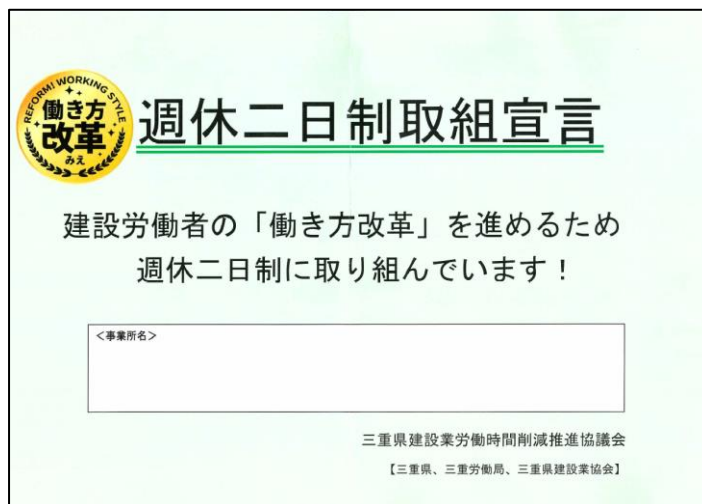 REFORM! WORKING STYLE
働き方
改革
みえ
週休二日制取組宣言
建設労働者の「働き方改革」を進めるため
週休二日制に取り組んでいます！
＜事業所名＞
三重県建設業労働時間削減推進協議会
【三重県、三重労働局、三重県建設業協会】